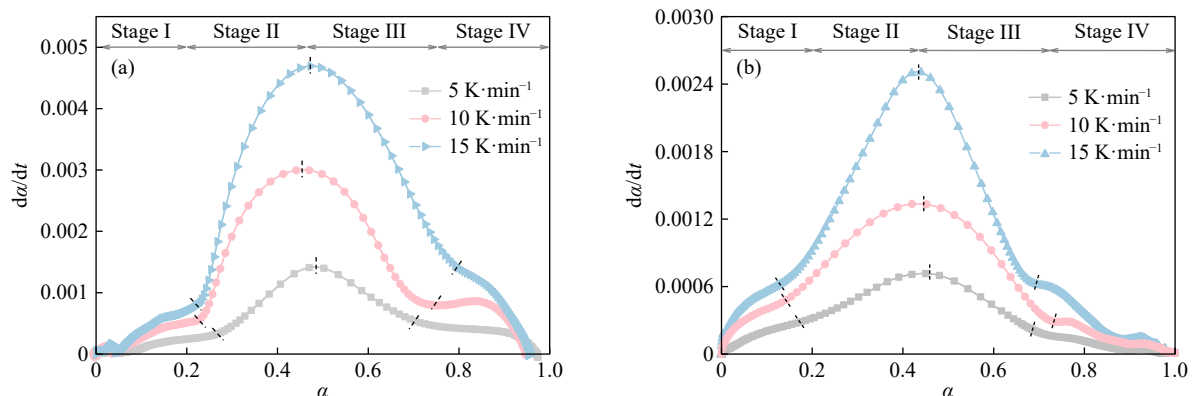 Stage I Stage II Stage III Stage IV
(a)
5 K·min⁻¹
10 K·min⁻¹
15 K·min⁻¹
dα/dt
0.005
0.004
0.003
0.002
0.001
0
0 0.2 0.4 0.6 0.8 1.0
α
Stage I Stage II Stage III Stage IV
(b)
5 K·min⁻¹
10 K·min⁻¹
15 K·min⁻¹
dα/dt
0.0030
0.0024
0.0018
0.0012
0.0006
0
0 0.2 0.4 0.6 0.8 1.0
α